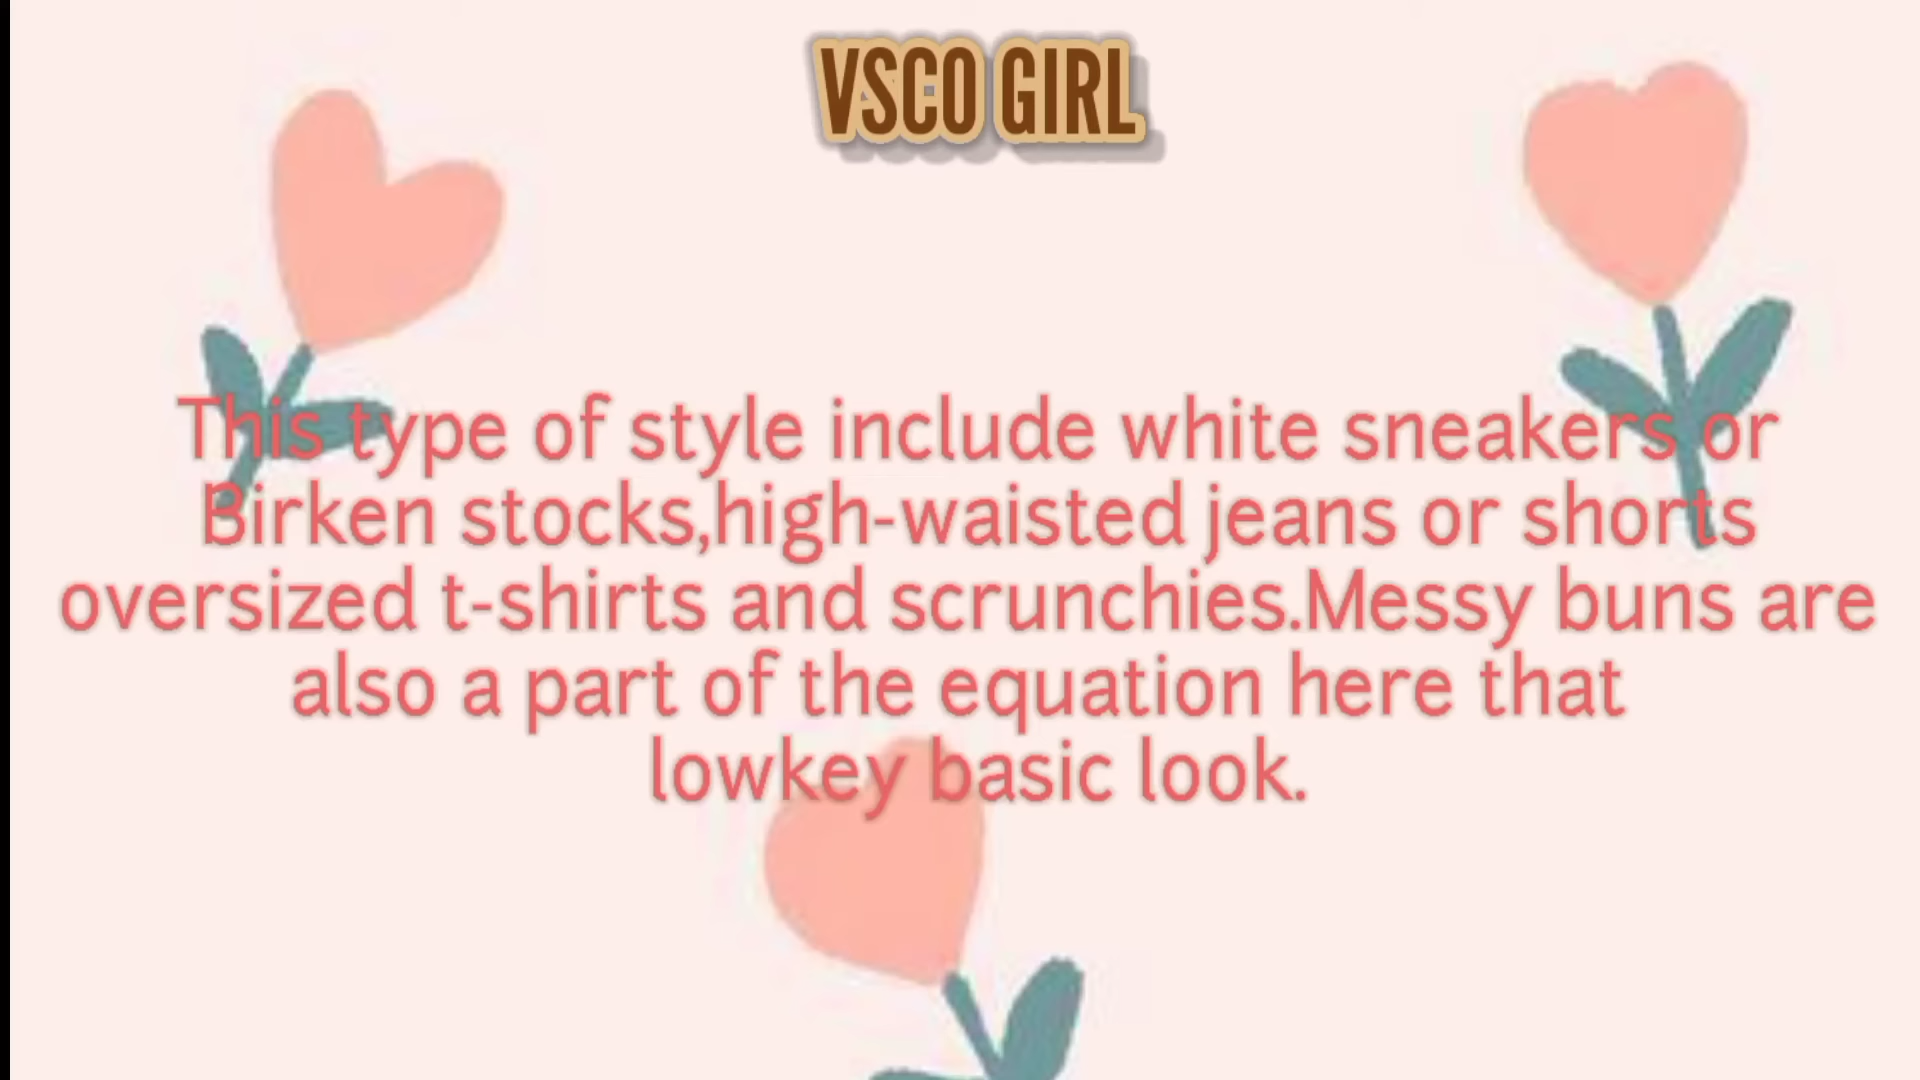 VSCO GIRL
This type of style include white sneakers or
Birken stocks,high-waisted jeans or shorts
oversized t-shirts and scrunchies.Messy buns are
also a part of the equation here that
lowkey basic look.